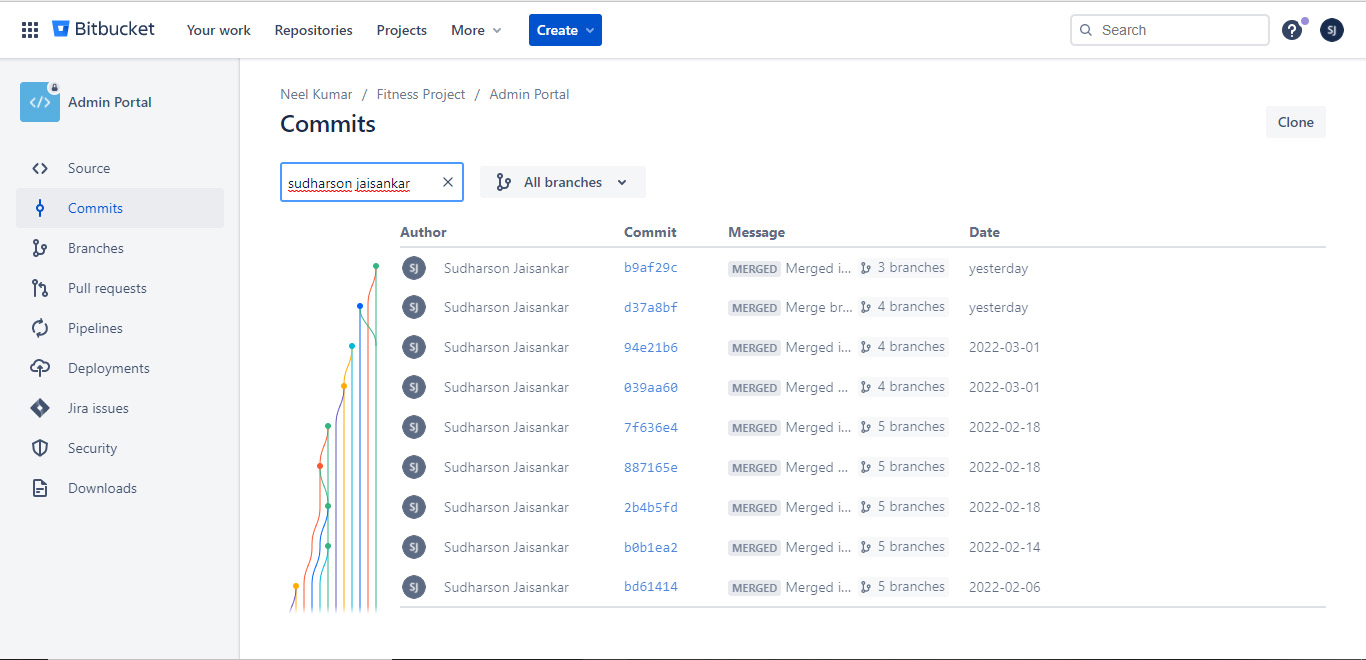 Bitbucket Your work Repositories Projects More Create Search ? SJ
Admin Portal
Source
Commits
Branches
Pull requests
Pipelines
Deployments
Jira issues
Security
Downloads
Neel Kumar / Fitness Project / Admin Portal
Commits
Clone
sudharson jaisankar All branches
Author Commit Message Date
SJ Sudharson Jaisankar b9af29c MERGED Merged i... 3 branches yesterday
SJ Sudharson Jaisankar d37a8bf MERGED Merge br... 4 branches yesterday
SJ Sudharson Jaisankar 94e21b6 MERGED Merged i... 4 branches 2022-03-01
SJ Sudharson Jaisankar 039aa60 MERGED Merged ... 4 branches 2022-03-01
SJ Sudharson Jaisankar 7f636e4 MERGED Merged i... 5 branches 2022-02-18
SJ Sudharson Jaisankar 887165e MERGED Merged ... 5 branches 2022-02-18
SJ Sudharson Jaisankar 2b4b5fd MERGED Merged i... 5 branches 2022-02-18
SJ Sudharson Jaisankar b0b1ea2 MERGED Merged i... 5 branches 2022-02-14
SJ Sudharson Jaisankar bd61414 MERGED Merged i... 5 branches 2022-02-06